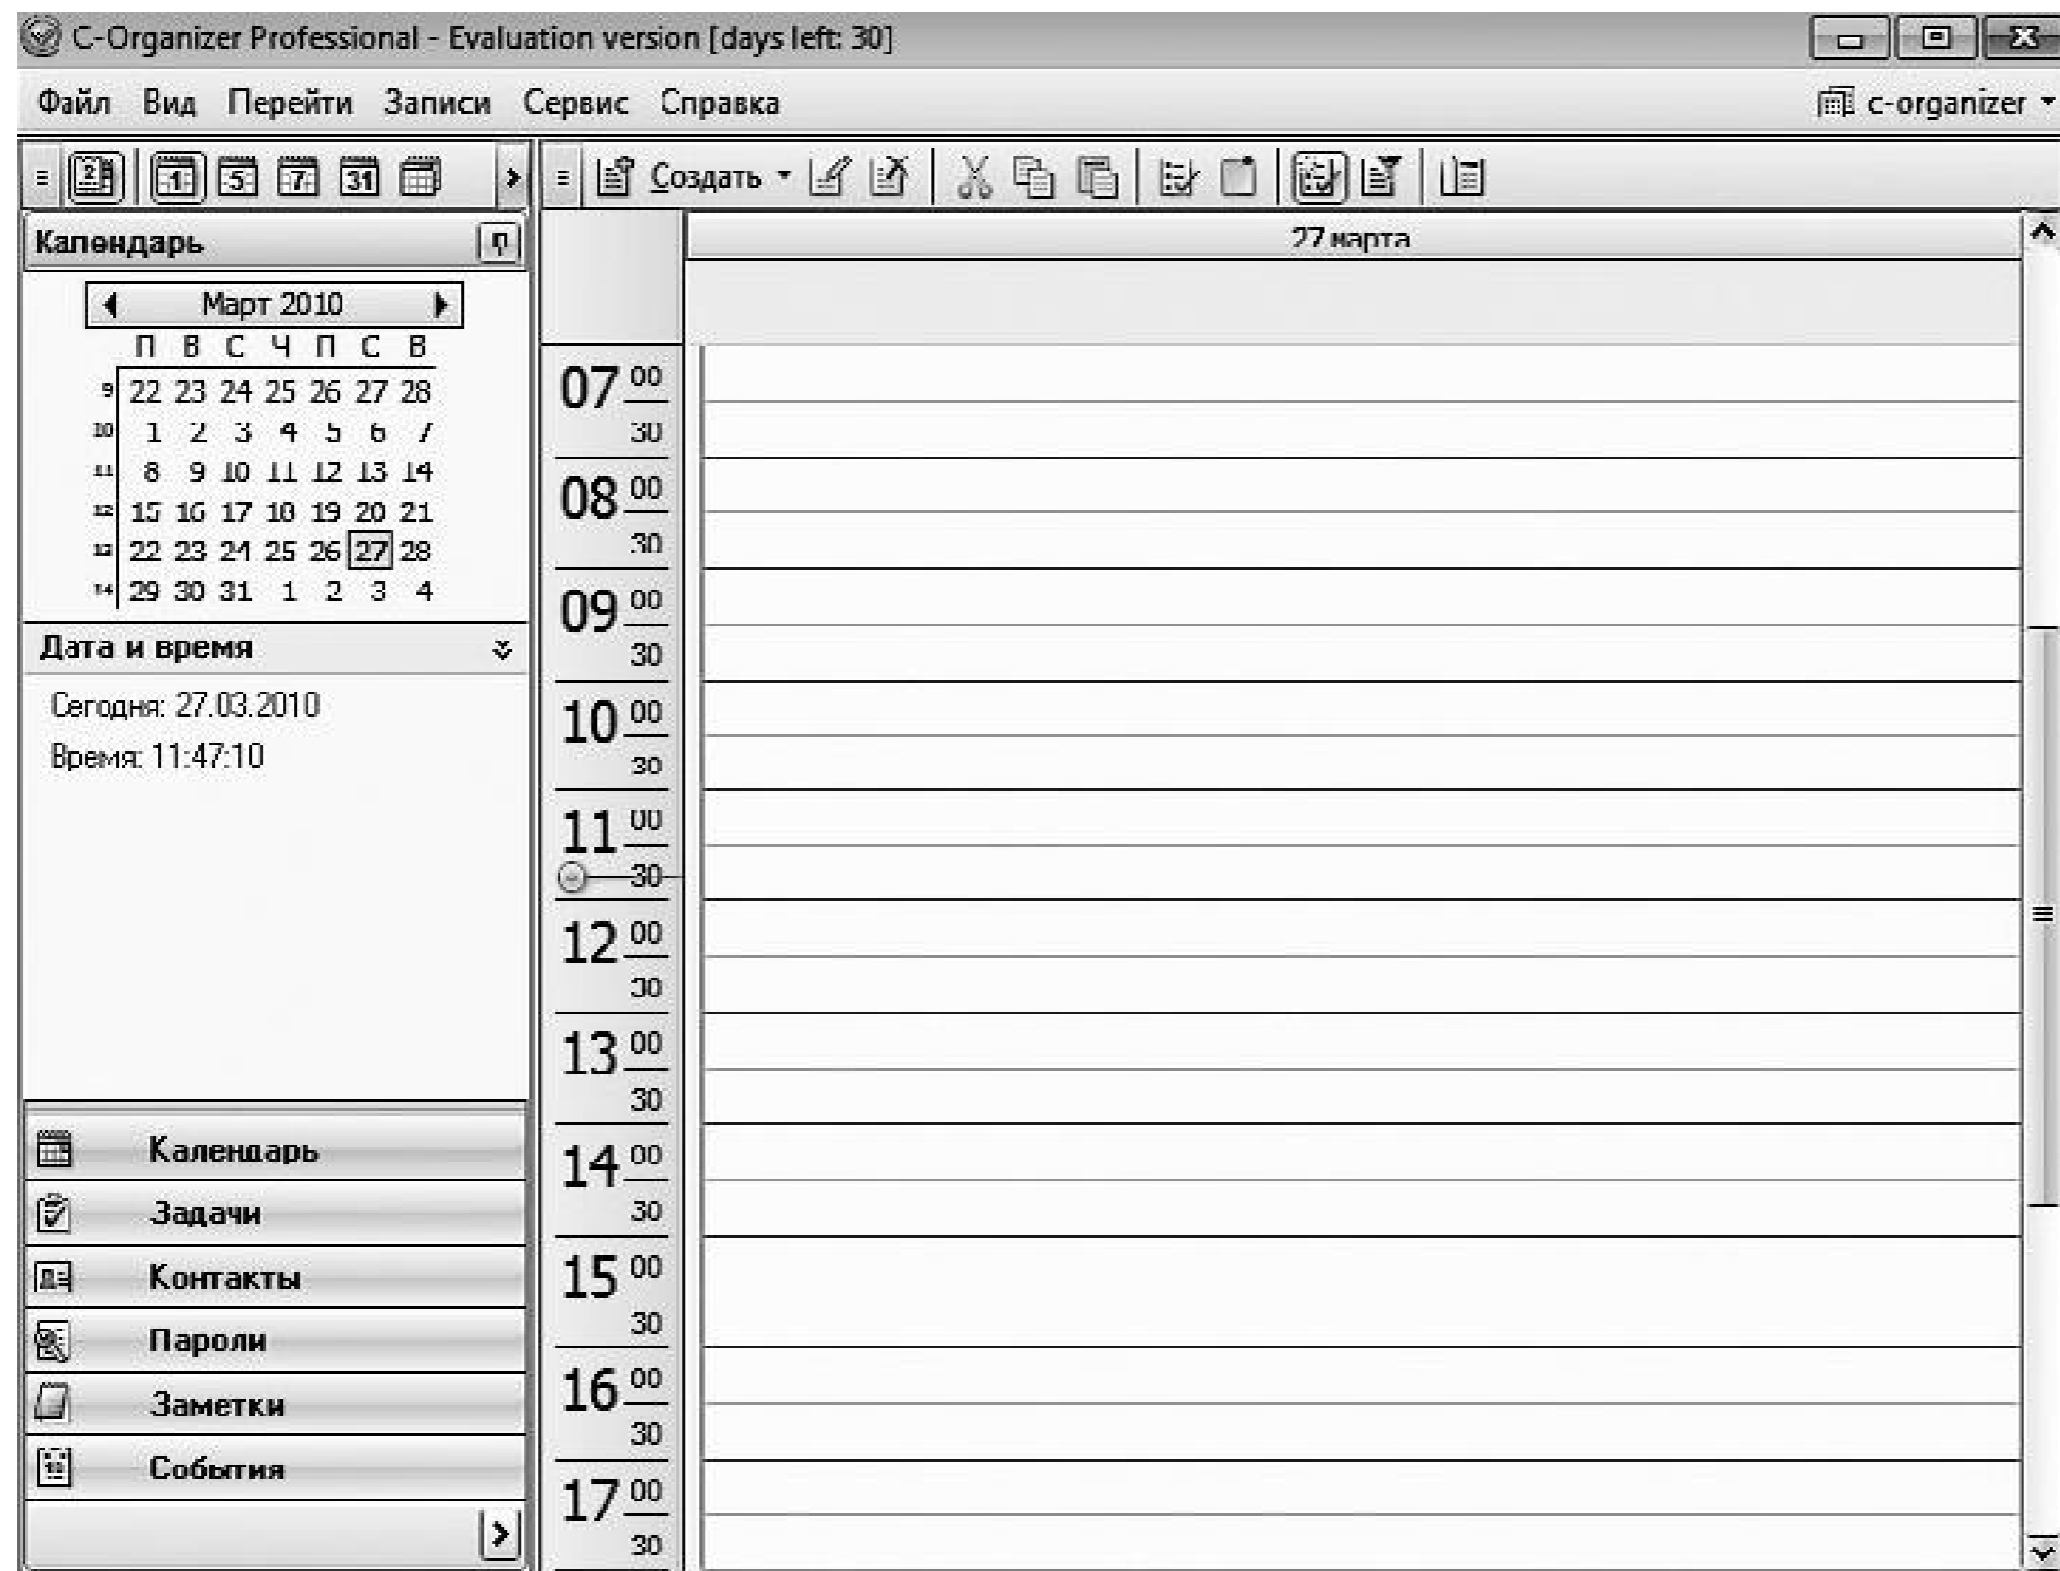 C-Organizer Professional - Evaluation version [days left: 30]
Файл Вид Перейти Записи Сервис Справка c-organizer
2 1 5 7 31 Создать
Календарь
27 марта
Март 2010
П В С Ч П С В
9 22 23 24 25 26 27 28
10 1 2 3 4 5 6 7
11 8 9 10 11 12 13 14
12 15 16 17 18 19 20 21
13 22 23 24 25 26 27 28
14 29 30 31 1 2 3 4
Дата и время
Сегодня: 27.03.2010
Время: 11:47:10
Календарь
Задачи
Контакты
Пароли
Заметки
События
07 00
30
08 00
30
09 00
30
10 00
30
11 00
30
12 00
30
13 00
30
14 00
30
15 00
30
16 00
30
17 00
30